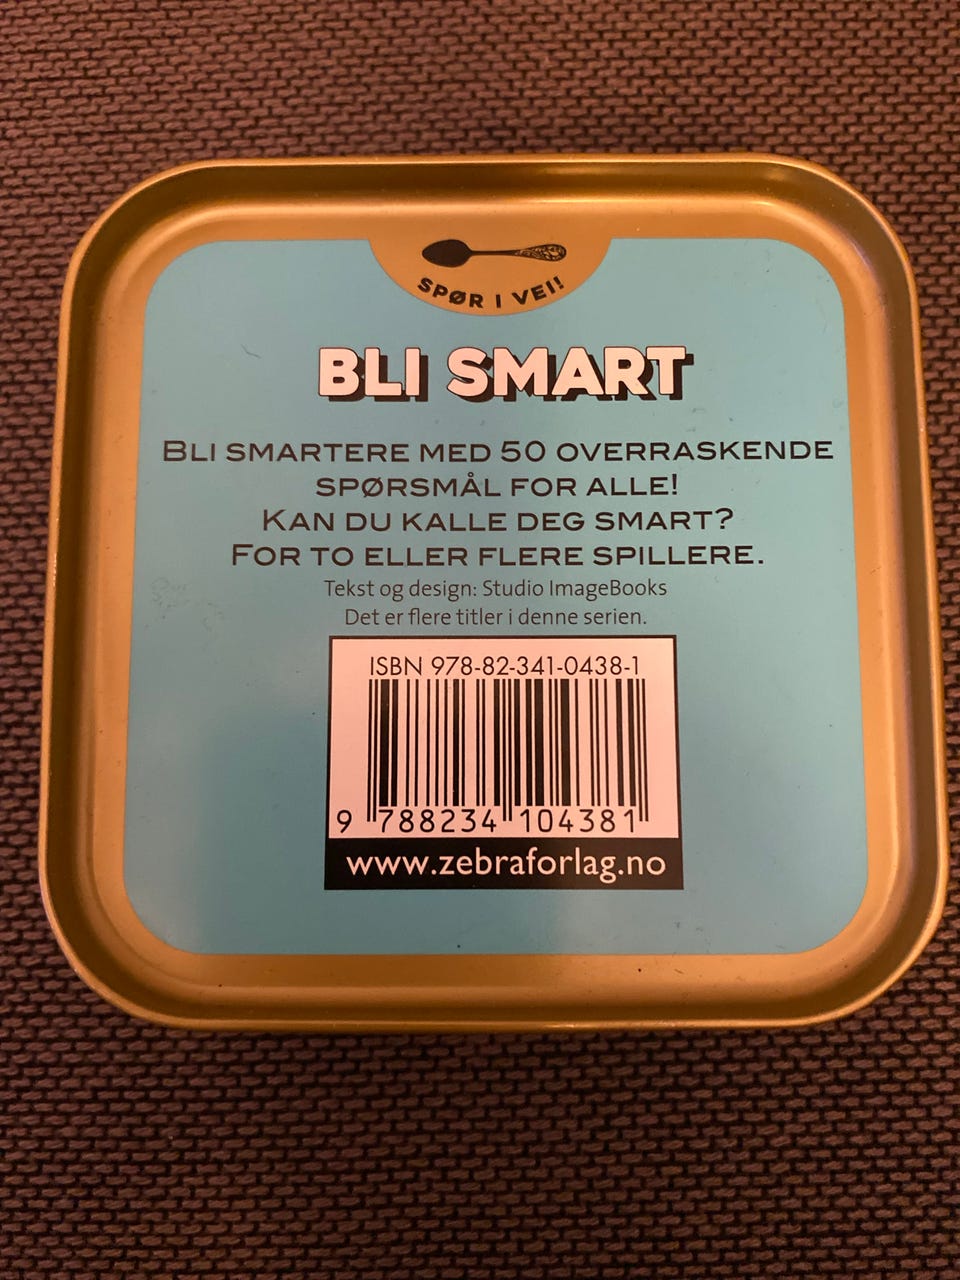 SPØR I VEI!
BLI SMART
BLI SMARTERE MED 50 OVERRASKENDE
SPØRSMÅL FOR ALLE!
KAN DU KALLE DEG SMART?
FOR TO ELLER FLERE SPILLERE.
Tekst og design: Studio ImageBooks
Det er flere titler i denne serien.
ISBN 978-82-341-0438-1
9 788234 104381
www.zebraforlag.no